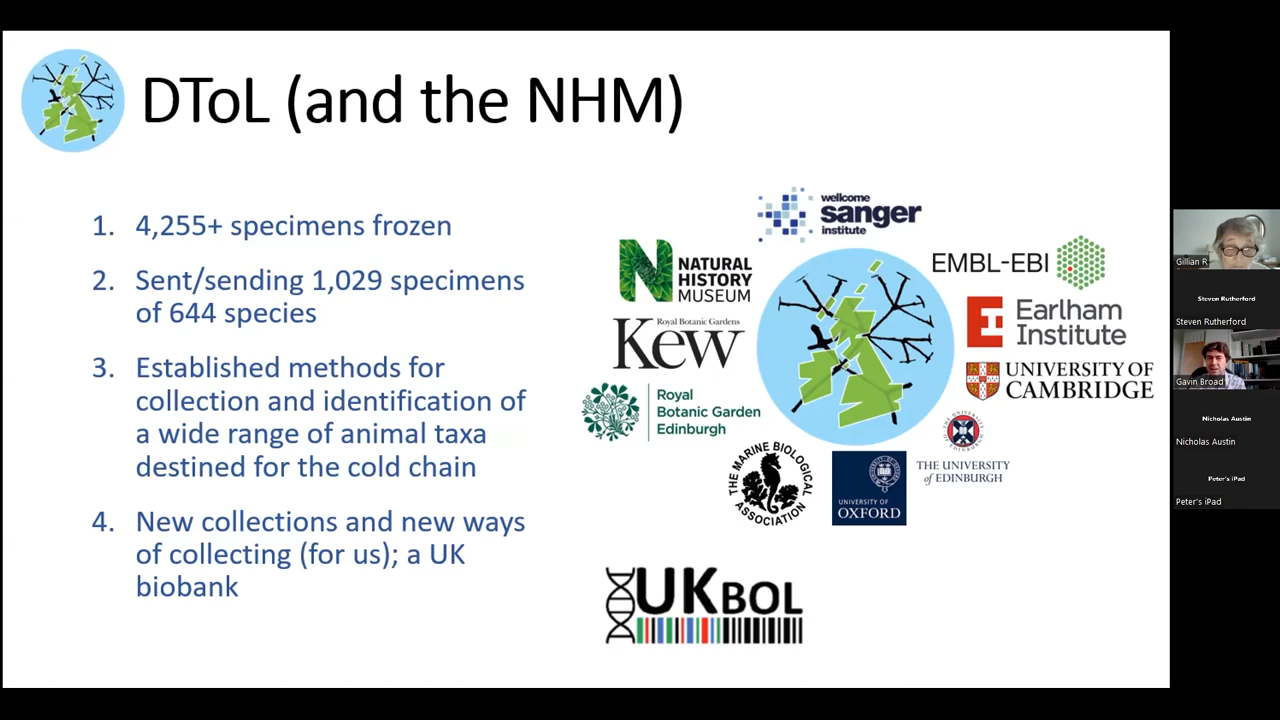 DToL (and the NHM)
1. 4,255+ specimens frozen
2. Sent/sending 1,029 specimens
of 644 species
3. Established methods for
collection and identification of
a wide range of animal taxa
destined for the cold chain
4. New collections and new ways
of collecting (for us); a UK
biobank
wellcome
sanger
institute
NATURAL
HISTORY
MUSEUM
EMBL-EBI
Royal Botanic Gardens
Kew
Earlham
Institute
Royal
Botanic Garden
Edinburgh
UNIVERSITY OF
CAMBRIDGE
THE MARINE BIOLOGICAL
ASSOCIATION
UNIVERSITY OF
OXFORD
THE UNIVERSITY
of EDINBURGH
UKBOL
Gillian R
Steven Rutherford
Steven Rutherford
Gavin Broad
Nicholas Austin
Nicholas Austin
Peter's iPad
Peter's iPad